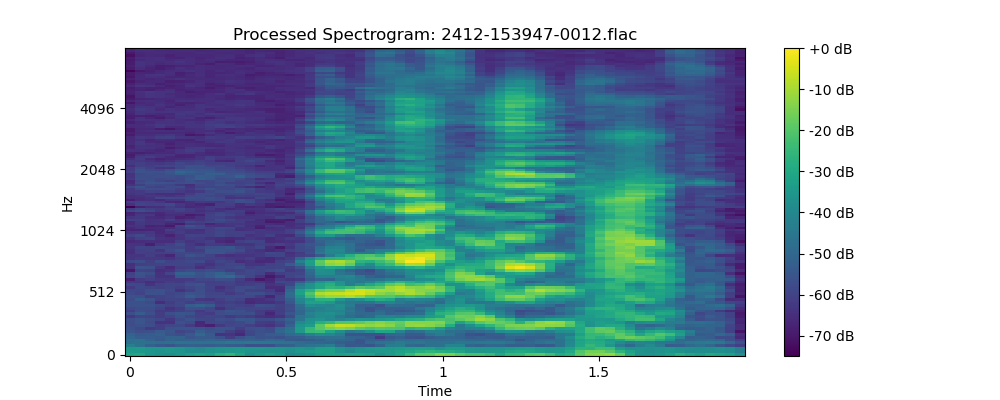 Processed Spectrogram: 2412-153947-0012.flac
+0 dB
-10 dB
-20 dB
-30 dB
-40 dB
-50 dB
-60 dB
-70 dB
Hz
4096
2048
1024
512
0
0 0.5 1 1.5
Time